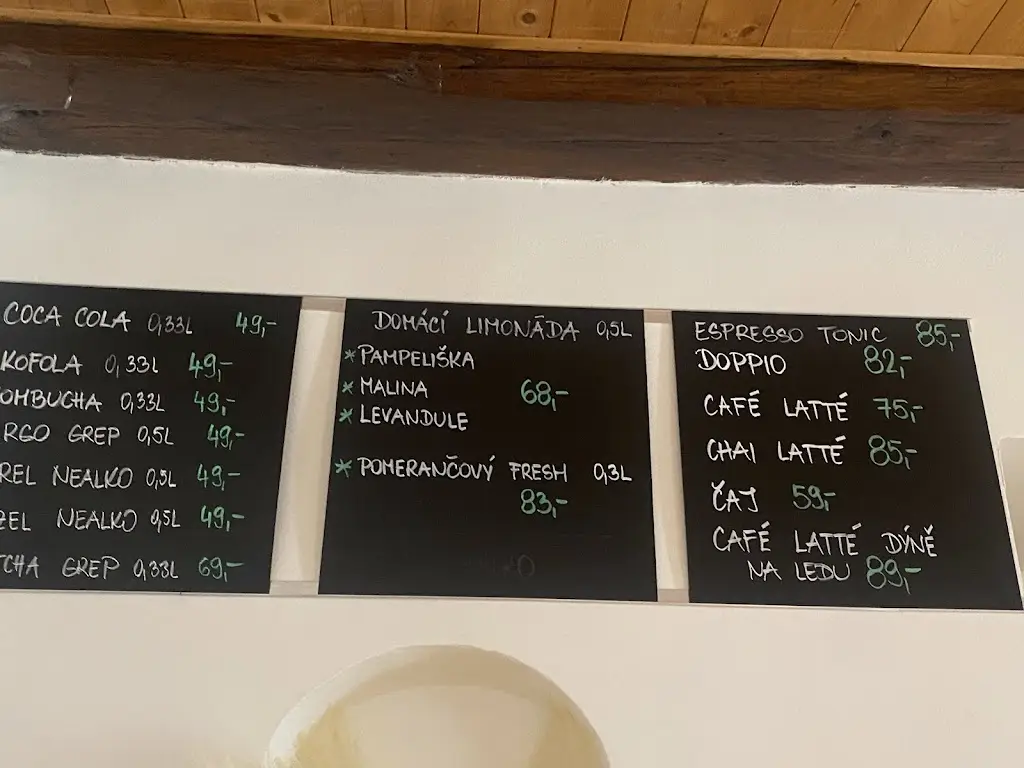 COCA COLA 0,33L 49,-
KOFOLA 0,33L 49,-
OMBUCHA 0,33L 49,-
RGO GREP 0,5L 49,-
REL NEALKO 0,5L 49,-
ZEL NEALKO 0,5L 49,-
TCHA GREP 0,33L 69,-
DOMÁCÍ LIMONÁDA 0,5L
* PAMPELIŠKA
* MALINA 68,-
* LEVANDULE
* POMERANČOVÝ FRESH 0,3L
83,-
ESPRESSO TONIC 85,-
DOPPIO 82,-
CAFÉ LATTÉ 75,-
CHAI LATTÉ 85,-
ČAJ 59,-
CAFÉ LATTÉ DÝNĚ
NA LEDU 89,-